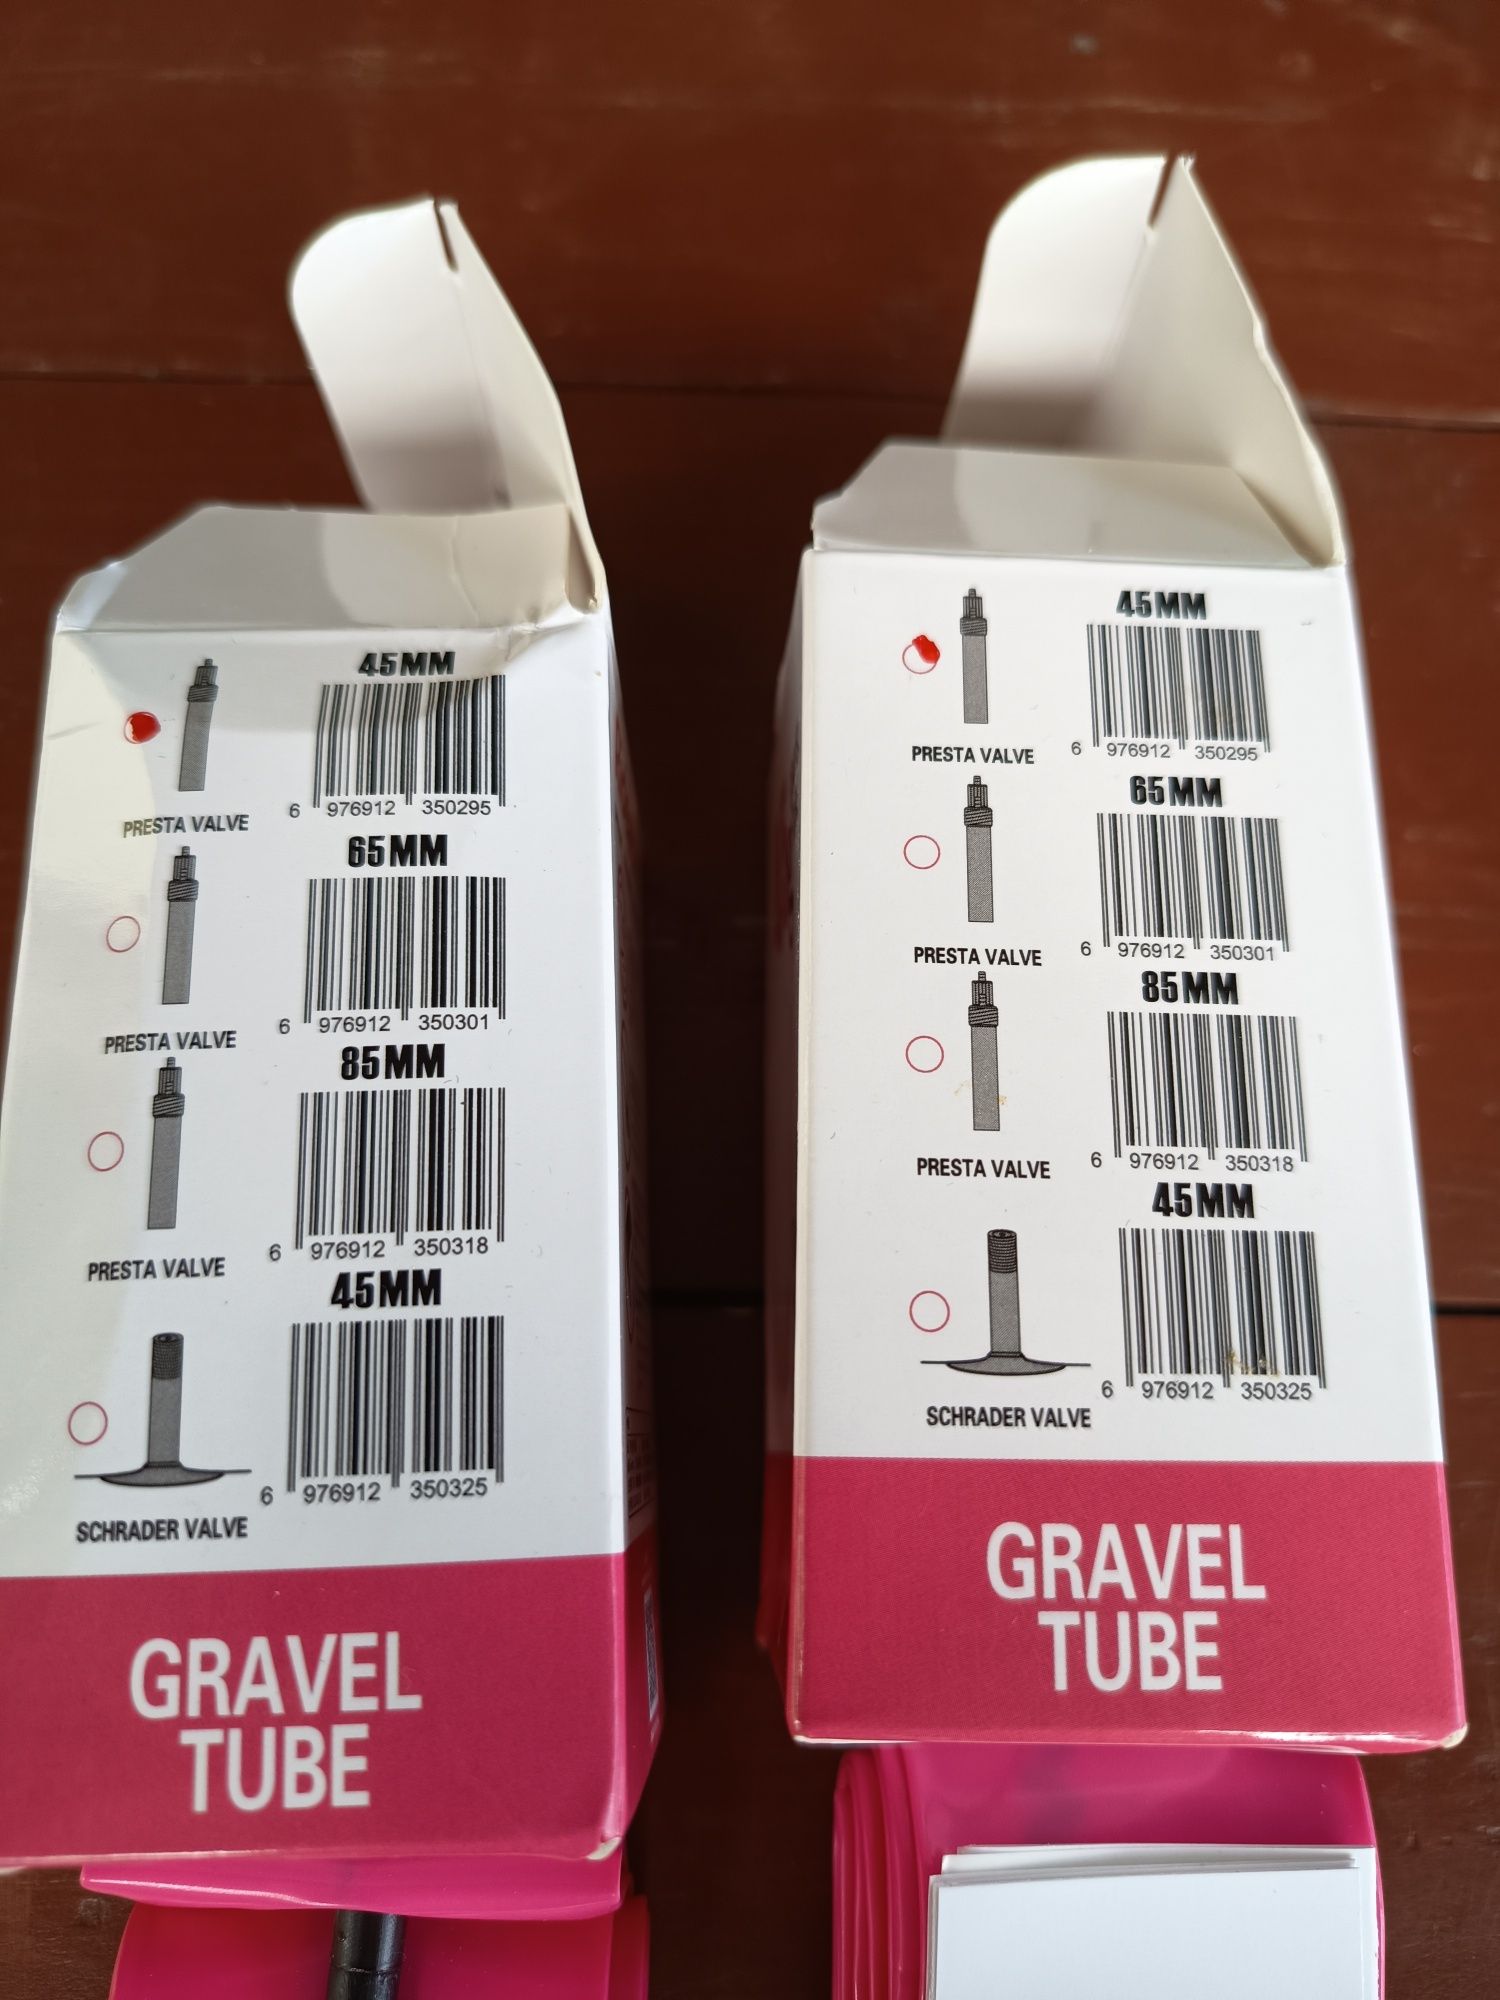 45MM
6 976912 350295
PRESTA VALVE
65MM
6 976912 350301
PRESTA VALVE
85MM
6 976912 350318
PRESTA VALVE
45MM
6 976912 350325
SCHRADER VALVE
GRAVEL
TUBE
45MM
6 976912 350295
PRESTA VALVE
65MM
6 976912 350301
PRESTA VALVE
85MM
6 976912 350318
PRESTA VALVE
45MM
6 976912 350325
SCHRADER VALVE
GRAVEL
TUBE